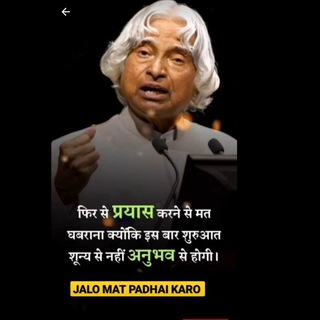 फिर से प्रयास करने से मत
घबराना क्योंकि इस बार शुरुआत
शून्य से नहीं अनुभव से होगी।
JALO MAT PADHAI KARO